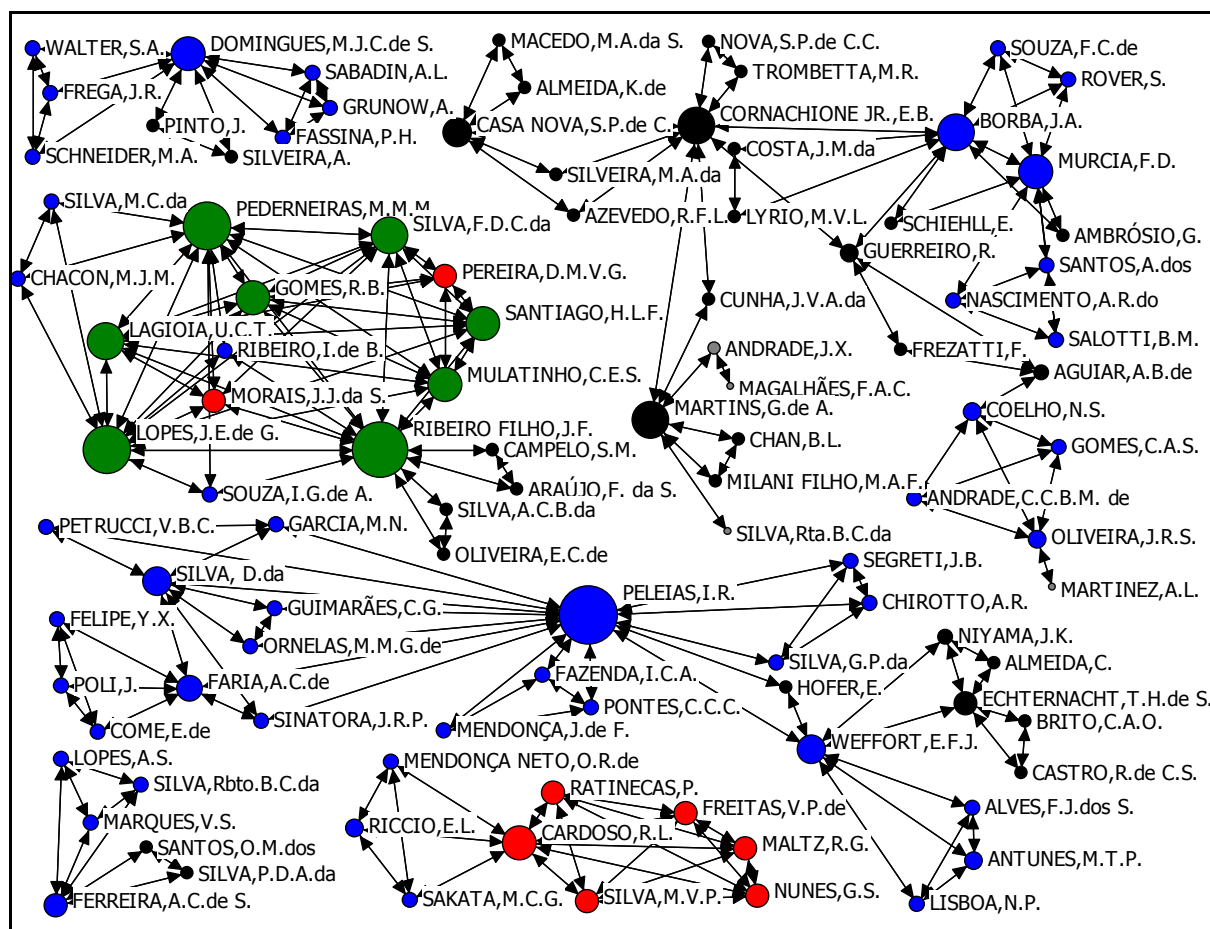 WALTER,S.A.
DOMINGUES,M.J.C.de S.
FREGA,J.R.
SABADIN,A.L.
GRUNOW,A.
PINTO,J.
FASSINA,P.H.
SCHNEIDER,M.A.
SILVEIRA,A.
MACEDO,M.A.da S.
ALMEIDA,K.de
CASA NOVA,S.P.de C.
NOVA,S.P.de C.C.
TROMBETTA,M.R.
CORNACHIONE JR.,E.B.
COSTA,J.M.da
SILVEIRA,M.A.da
AZEVEDO,R.F.L.
LYRIO,M.V.L.
SOUZA,F.C.de
ROVER,S.
BORBA,J.A.
MURCIA,F.D.
SCHIEHLL,E.
AMBRÓSIO,G.
GUERREIRO,R.
SANTOS,A.dos
NASCIMENTO,A.R.do
SALOTTI,B.M.
FREZATTI,F.
AGUIAR,A.B.de
SILVA,M.C.da
PEDERNEIRAS,M.M.M
SILVA,F.D.C.da
CHACON,M.J.M.
GOMES,R.B.
PEREIRA,D.M.V.G.
SANTIAGO,H.L.F.
LAGIOIA,U.C.T.
RIBEIRO,I.de B.
MULATINHO,C.E.S.
MORAIS,J.J.da S.
LOPES,J.E.de G.
RIBEIRO FILHO,J.F.
CAMPELO,S.M.
ARAÚJO,F. da S.
SOUZA,I.G.de A.
SILVA,A.C.B.da
OLIVEIRA,E.C.de
CUNHA,J.V.A.da
ANDRADE,J.X.
MAGALHÃES,F.A.C.
MARTINS,G.de A.
CHAN,B.L.
MILANI FILHO,M.A.F.
SILVA,Rta.B.C.da
COELHO,N.S.
GOMES,C.A.S.
ANDRADE,C.C.B.M. de
OLIVEIRA,J.R.S.
MARTINEZ,A.L.
PETRUCCI,V.B.C.
GARCIA,M.N.
SILVA, D.da
GUIMARÃES,C.G.
ORNELAS,M.M.G.de
FELIPE,Y.X.
POLI,J.
FARIA,A.C.de
COME,E.de
SINATORA,J.R.P.
PELEIAS,I.R.
FAZENDA,I.C.A.
PONTES,C.C.C.
MENDONÇA,J.de F.
SEGRETI,J.B.
CHIROTTO,A.R.
SILVA,G.P.da
HOFER,E.
WEFFORT,E.F.J.
NIYAMA,J.K.
ALMEIDA,C.
ECHTERNACHT,T.H.de S.
BRITO,C.A.O.
CASTRO,R.de C.S.
ALVES,F.J.dos S.
ANTUNES,M.T.P.
LISBOA,N.P.
LOPES,A.S.
SILVA,Rbto.B.C.da
MARQUES,V.S.
SANTOS,O.M.dos
SILVA,P.D.A.da
FERREIRA,A.C.de S.
MENDONÇA NETO,O.R.de
RICCIO,E.L.
SAKATA,M.C.G.
RATINECAS,P.
CARDOSO,R.L.
FREITAS,V.P.de
MALTZ,R.G.
SILVA,M.V.P.
NUNES,G.S.